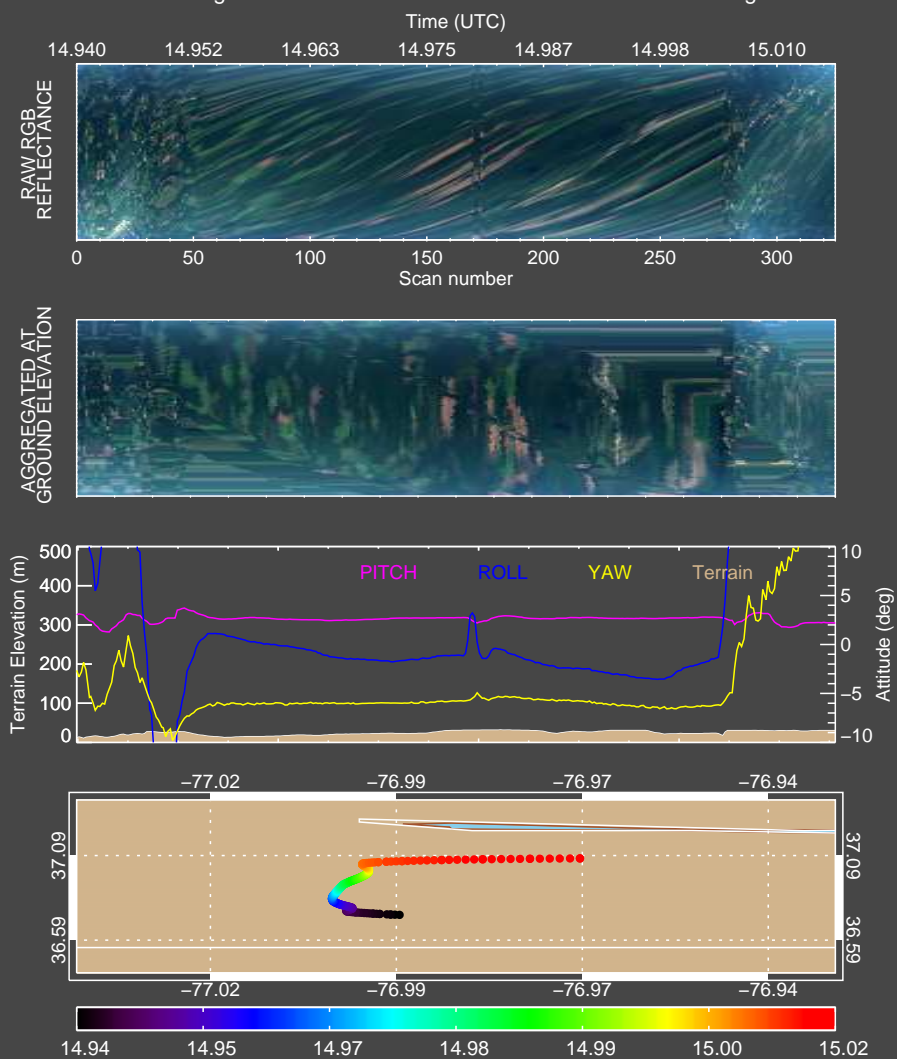 Time (UTC)
14.940 14.952 14.963 14.975 14.987 14.998 15.010
RAW RGB
REFLECTANCE
0 50 100 150 200 250 300
Scan number
AGGREGATED AT
GROUND ELEVATION
Terrain Elevation (m)
500 400 300 200 100 0
PITCH ROLL YAW Terrain
10 5 0 −5 −10
Attitude (deg)
−77.02 −76.99 −76.97 −76.94
37.09 37.09
36.59 36.59
−77.02 −76.99 −76.97 −76.94
14.94 14.95 14.97 14.98 14.99 15.00 15.02